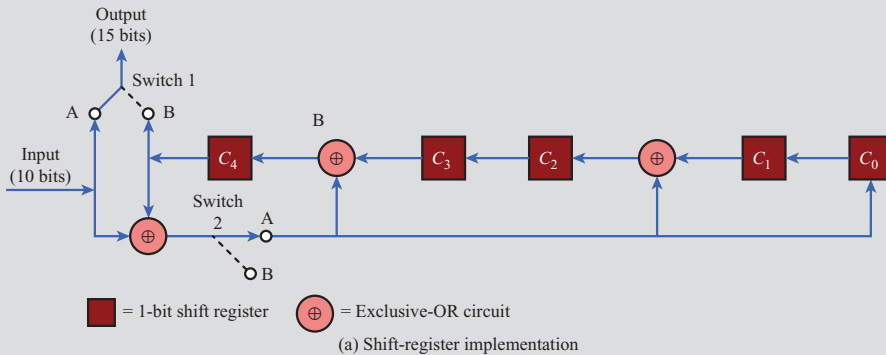 Output
(15 bits)
Switch 1
A
B
B
C4
C3
C2
C1
C0
Input
(10 bits)
Switch
2
A
B
= 1-bit shift register
= Exclusive-OR circuit
(a) Shift-register implementation